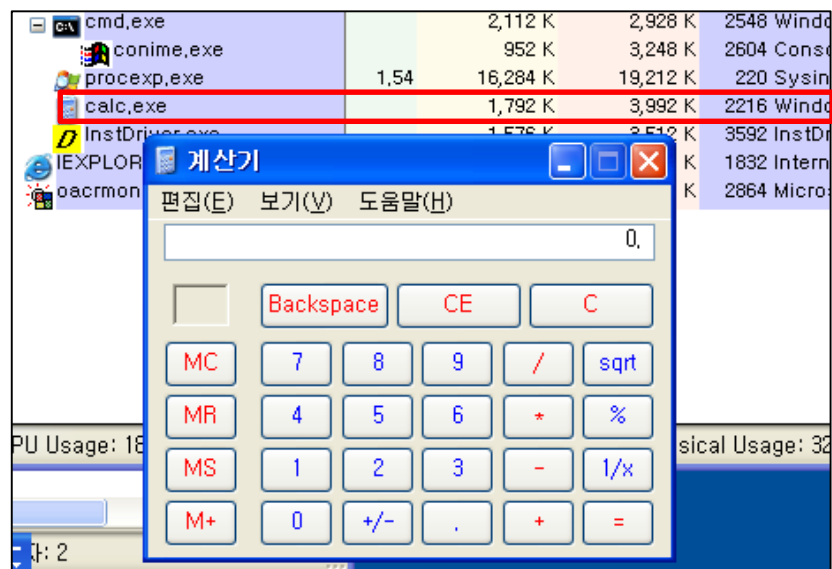 cmd,exe 2,112 K 2,928 K 2548 Windo
conime,exe 952 K 3,248 K 2604 Conso
procexp,exe 1,54 16,284 K 19,212 K 220 Sysin
calc,exe 1,792 K 3,992 K 2216 Windo
InstDriver,exe 1,576 K 3,512 K 3592 InstDr
IEXPLOR K 1832 Intern
oacrmon K 2864 Micros
계산기
편집(E) 보기(V) 도움말(H)
0,
Backspace CE C
MC 7 8 9 / sqrt
MR 4 5 6 * %
MS 1 2 3 - 1/x
M+ 0 +/- . + =
PU Usage: 18 sical Usage: 32
자: 2